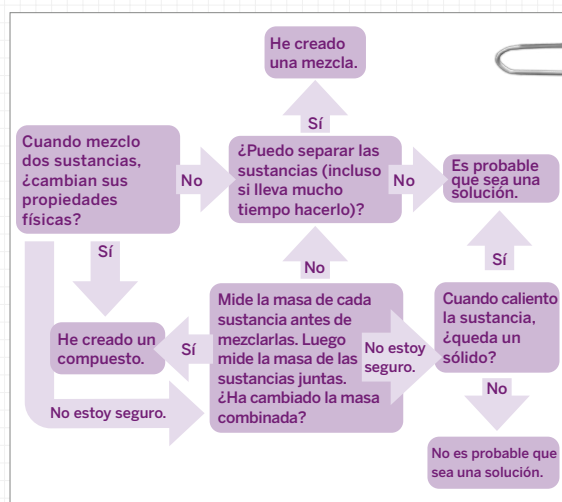 He creado
una mezcla.
Sí
Cuando mezclo
dos sustancias,
¿cambian sus
propiedades
físicas?
No
¿Puedo separar las
sustancias (incluso
si lleva mucho
tiempo hacerlo)?
No
Es probable
que sea una
solución.
Sí
No
Sí
He creado un
compuesto.
Sí
Mide la masa de cada
sustancia antes de
mezclarlas. Luego
mide la masa de las
sustancias juntas.
¿Ha cambiado la masa
combinada?
No estoy
seguro.
Cuando caliento
la sustancia,
¿queda un
sólido?
No estoy seguro.
No
No es probable que
sea una solución.